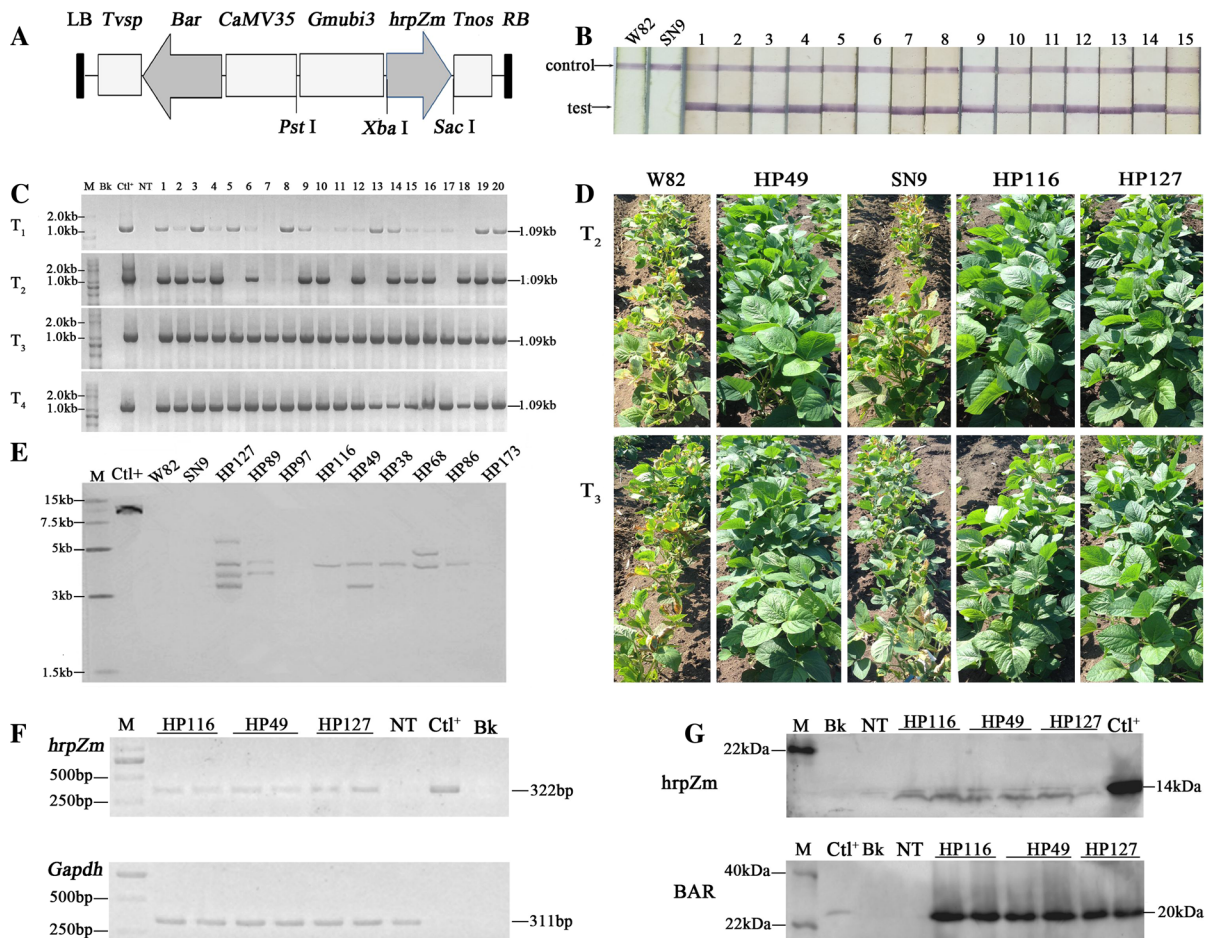 A
LB Tvsp Bar CaMV35 Gmubi3 hrpZm Tnos RB
Pst I Xba I Sac I
B
W82 SN9 1 2 3 4 5 6 7 8 9 10 11 12 13 14 15
control
test
C
M Bk Ctl+ NT 1 2 3 4 5 6 7 8 9 10 11 12 13 14 15 16 17 18 19 20
T1
2.0kb
1.0kb
1.09kb
T2
2.0kb
1.0kb
1.09kb
T3
2.0kb
1.0kb
1.09kb
T4
2.0kb
1.0kb
1.09kb
D
W82 HP49 SN9 HP116 HP127
T2
T3
E
M Ctl+ W82 SN9 HP127 HP89 HP97 HP116 HP49 HP38 HP68 HP86 HP173
15kb
7.5kb
5kb
3kb
1.5kb
F
M HP116 HP49 HP127 NT Ctl+ Bk
hrpZm
500bp
250bp
322bp
Gapdh
500bp
250bp
311bp
G
M Bk NT HP116 HP49 HP127 Ctl+
22kDa
hrpZm
14kDa
M Ctl+ Bk NT HP116 HP49 HP127
40kDa
BAR
22kDa
20kDa